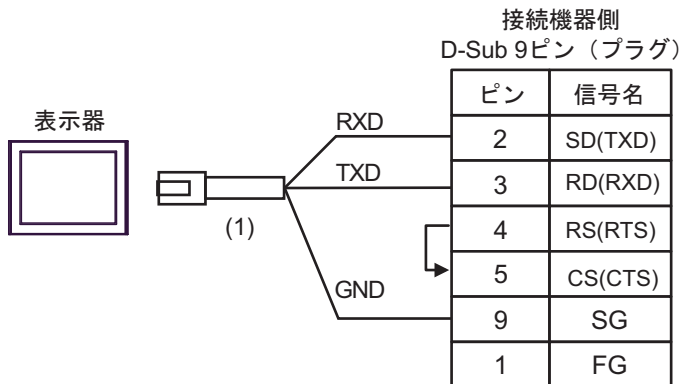 接続機器側
D-Sub 9ピン（プラグ）
ピン 信号名
表示器
RXD
2 SD(TXD)
TXD
3 RD(RXD)
(1)
4 RS(RTS)
5 CS(CTS)
GND
9 SG
1 FG